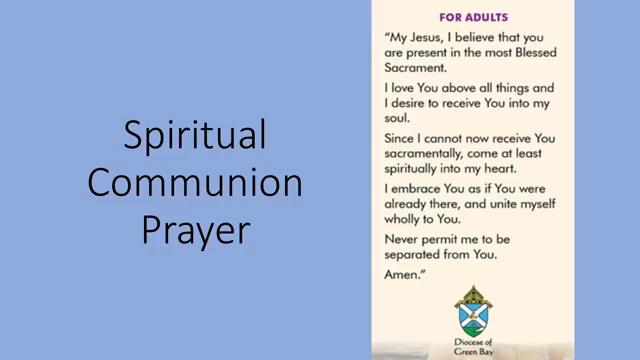 Spiritual
Communion
Prayer
FOR ADULTS
“My Jesus, I believe that you
are present in the most Blessed
Sacrament.
I love You above all things and
I desire to receive You into my
soul.
Since I cannot now receive You
sacramentally, come at least
spiritually into my heart.
I embrace You as if You were
already there, and unite myself
wholly to You.
Never permit me to be
separated from You.
Amen.”
Diocese of
Green Bay